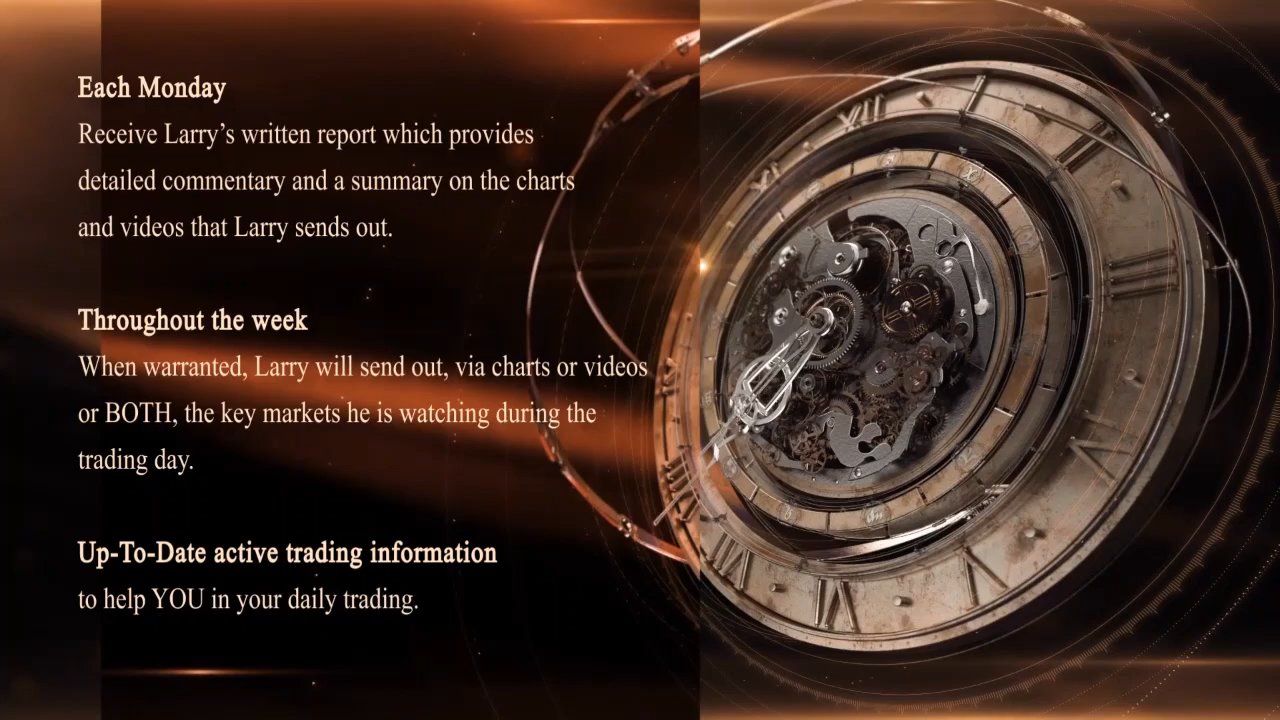 Each Monday
Receive Larry’s written report which provides
detailed commentary and a summary on the charts
and videos that Larry sends out.
Throughout the week
When warranted, Larry will send out, via charts or videos
or BOTH, the key markets he is watching during the
trading day.
Up-To-Date active trading information
to help YOU in your daily trading.